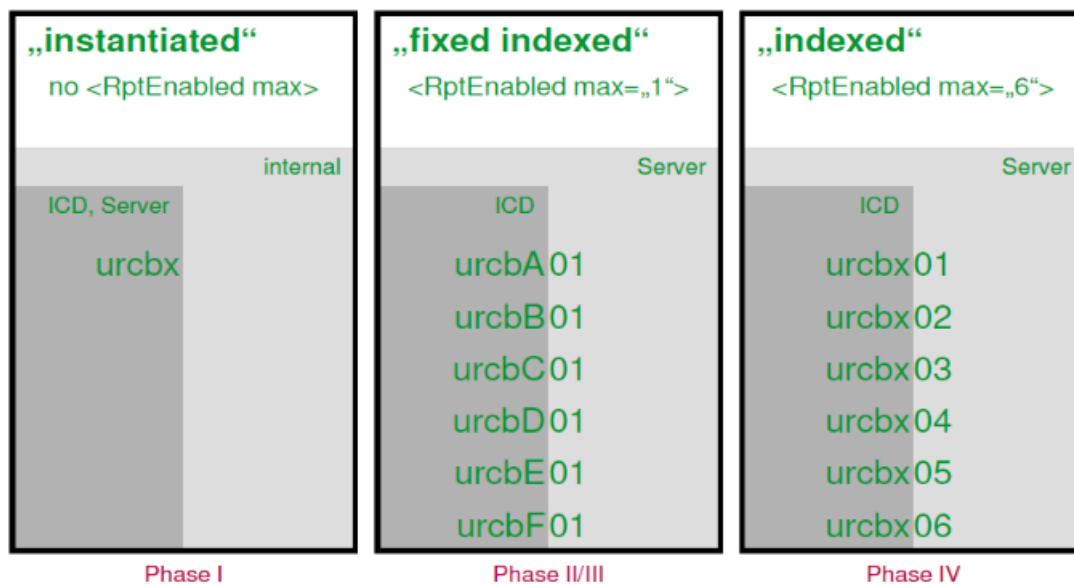 „instantiated“
no <RptEnabled max>
internal
ICD, Server
urcbx
Phase I
„fixed indexed“
<RptEnabled max=„1“>
Server
ICD
urcbA01
urcbB01
urcbC01
urcbD01
urcbE01
urcbF01
Phase II/III
„indexed“
<RptEnabled max=„6“>
Server
ICD
urcbx01
urcbx02
urcbx03
urcbx04
urcbx05
urcbx06
Phase IV